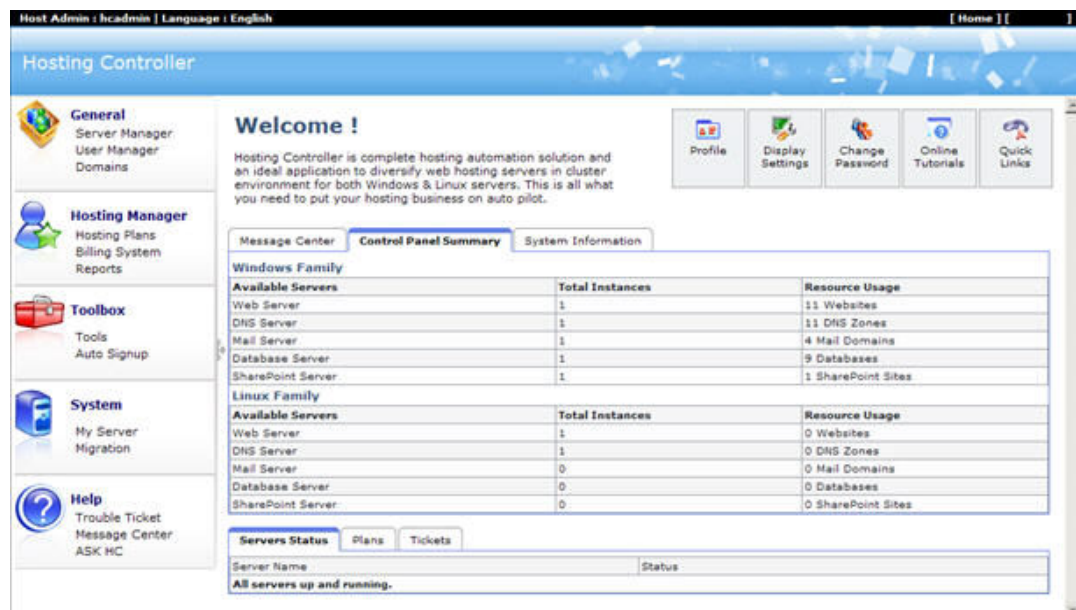 Host Admin : hcadmin | Language : English
[ Home ] [ ]
Hosting Controller
General
Server Manager
User Manager
Domains
Hosting Manager
Hosting Plans
Billing System
Reports
Toolbox
Tools
Auto Signup
System
My Server
Migration
Help
Trouble Ticket
Message Center
ASK HC
Welcome !
Hosting Controller is complete hosting automation solution and
an ideal application to diversify web hosting servers in cluster
environment for both Windows & Linux servers. This is all what
you need to put your hosting business on auto pilot.
Profile
Display
Settings
Change
Password
Online
Tutorials
Quick
Links
Message Center Control Panel Summary System Information
Windows Family
Available Servers Total Instances Resource Usage
Web Server 1 11 Websites
DNS Server 1 11 DNS Zones
Mail Server 1 4 Mail Domains
Database Server 1 9 Databases
SharePoint Server 1 1 SharePoint Sites
Linux Family
Available Servers Total Instances Resource Usage
Web Server 1 0 Websites
DNS Server 1 0 DNS Zones
Mail Server 0 0 Mail Domains
Database Server 0 0 Databases
SharePoint Server 0 0 SharePoint Sites
Servers Status Plans Tickets
Server Name Status
All servers up and running.